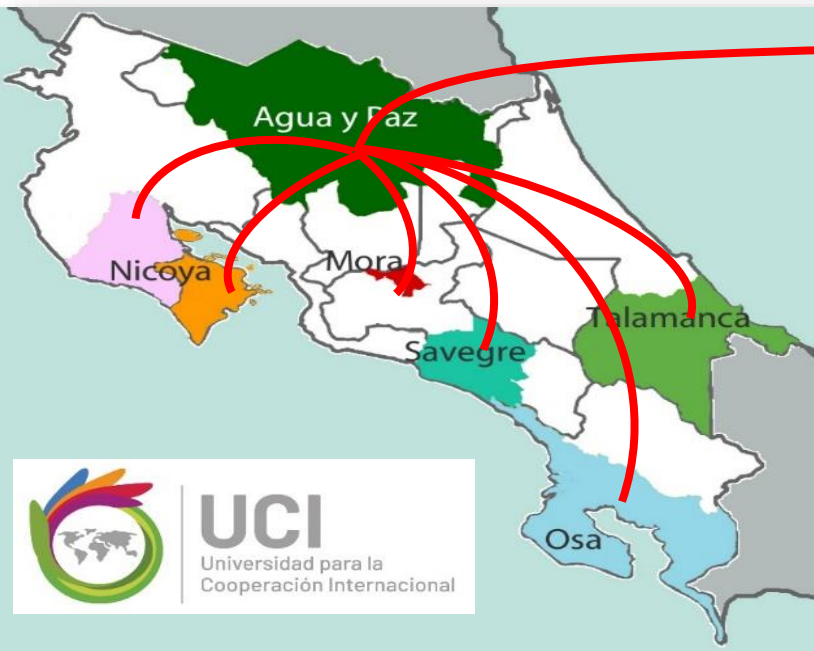 Agua y Paz
Nicoya
Mora
Talamanca
Savegre
Osa
UCI
Universidad para la
Cooperación Internacional